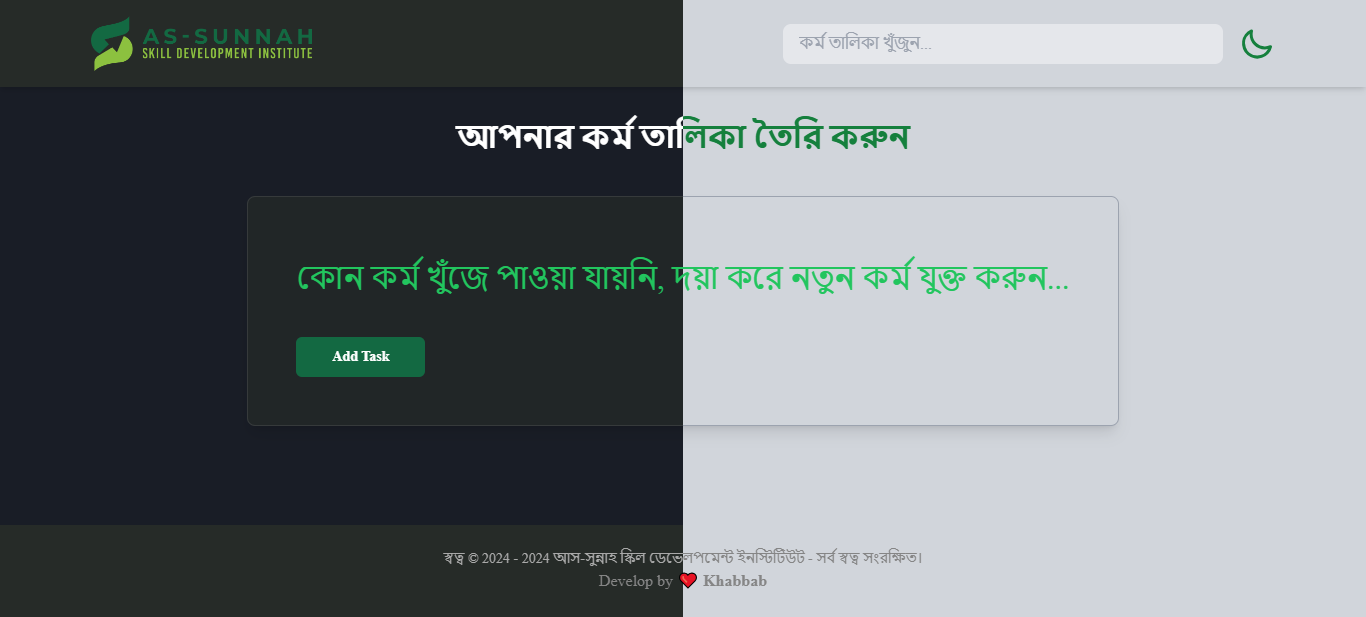 AS-SUNNAH
SKILL DEVELOPMENT INSTITUTE
কর্ম তালিকা খুঁজুন...
আপনার কর্ম তালিকা তৈরি করুন
কোন কর্ম খুঁজে পাওয়া যায়নি, দয়া করে নতুন কর্ম যুক্ত করুন...
Add Task
স্বত্ব © 2024 - 2024 আস-সুন্নাহ স্কিল ডেভেলপমেন্ট ইনস্টিটিউট - সর্ব স্বত্ব সংরক্ষিত।
Develop by Khabbab